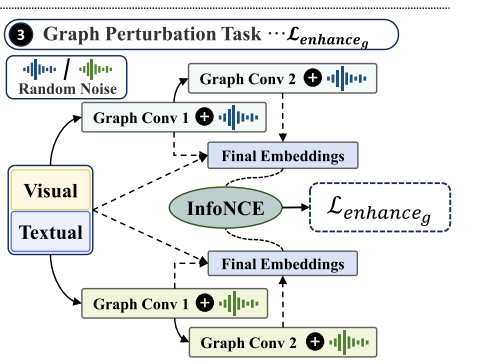 3 Graph Perturbation Task ⋯ ℒenhance_g
/
Random Noise
Graph Conv 2 +
Graph Conv 1 +
Final Embeddings
Visual
Textual
InfoNCE
ℒenhance_g
Final Embeddings
Graph Conv 1 +
Graph Conv 2 +